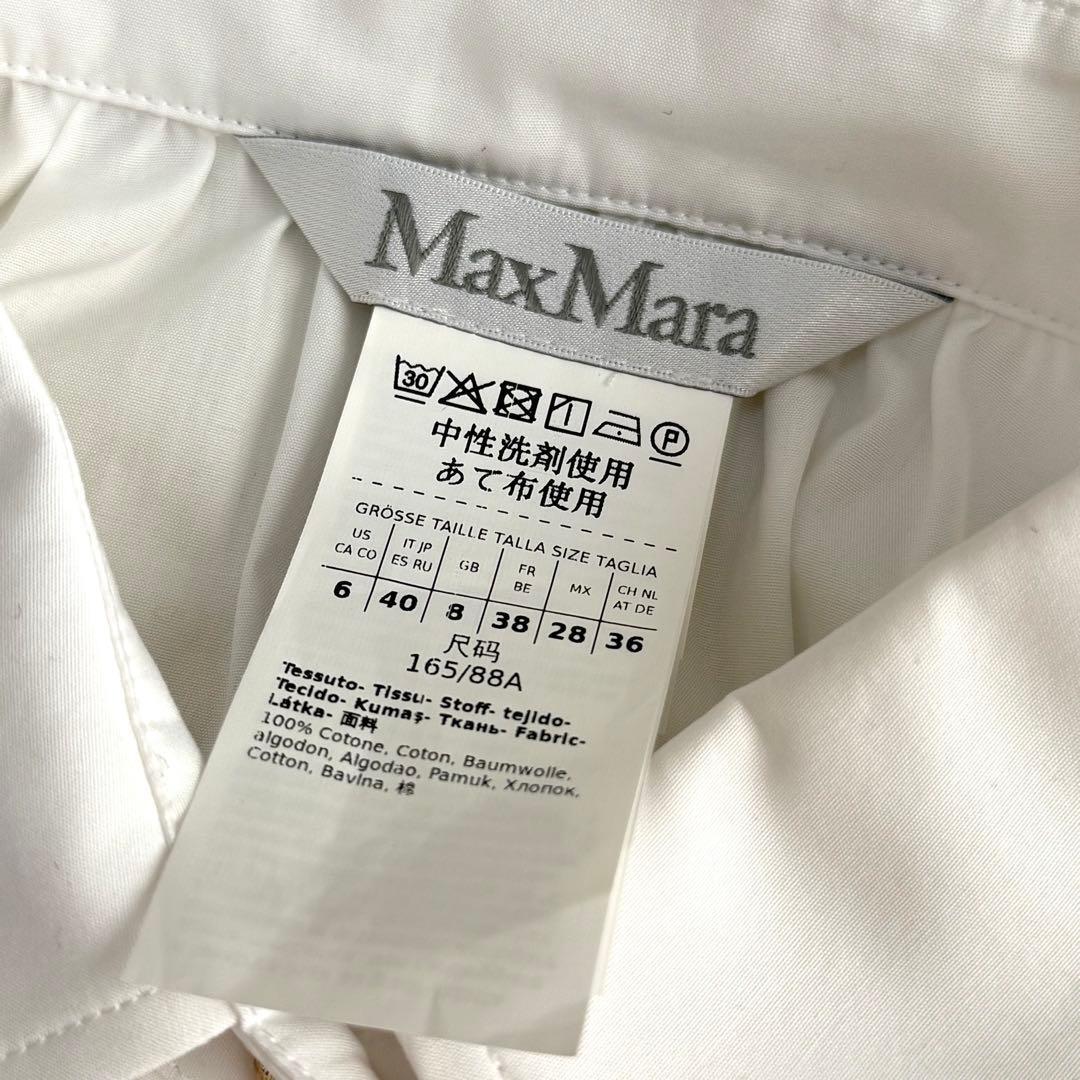 MaxMara
30 P
中性洗剤使用
あて布使用
GRÖSSE TAILLE TALLA SIZE TAGLIA
US IT JP GB FR MX CH NL
CA CO ES RU BE AT DE
6 40 8 38 28 36
尺码
165/88A
Tessuto- Tissu- Stoff- tejido-
Tecido- Kumaş- Ткань- Fabric-
Látka- 面料
100% Cotone, Coton, Baumwolle,
algodon, Algodao, Pamuk, Хлопок,
Cotton, Bavlna, 棉